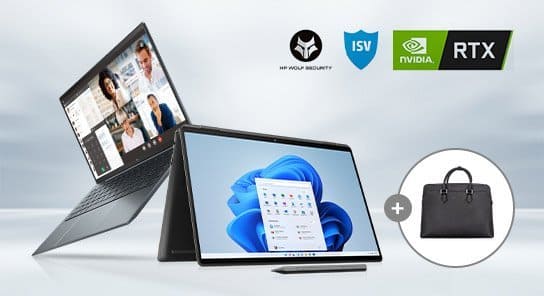 HP WOLF SECURITY
ISV
NVIDIA.
RTX
+